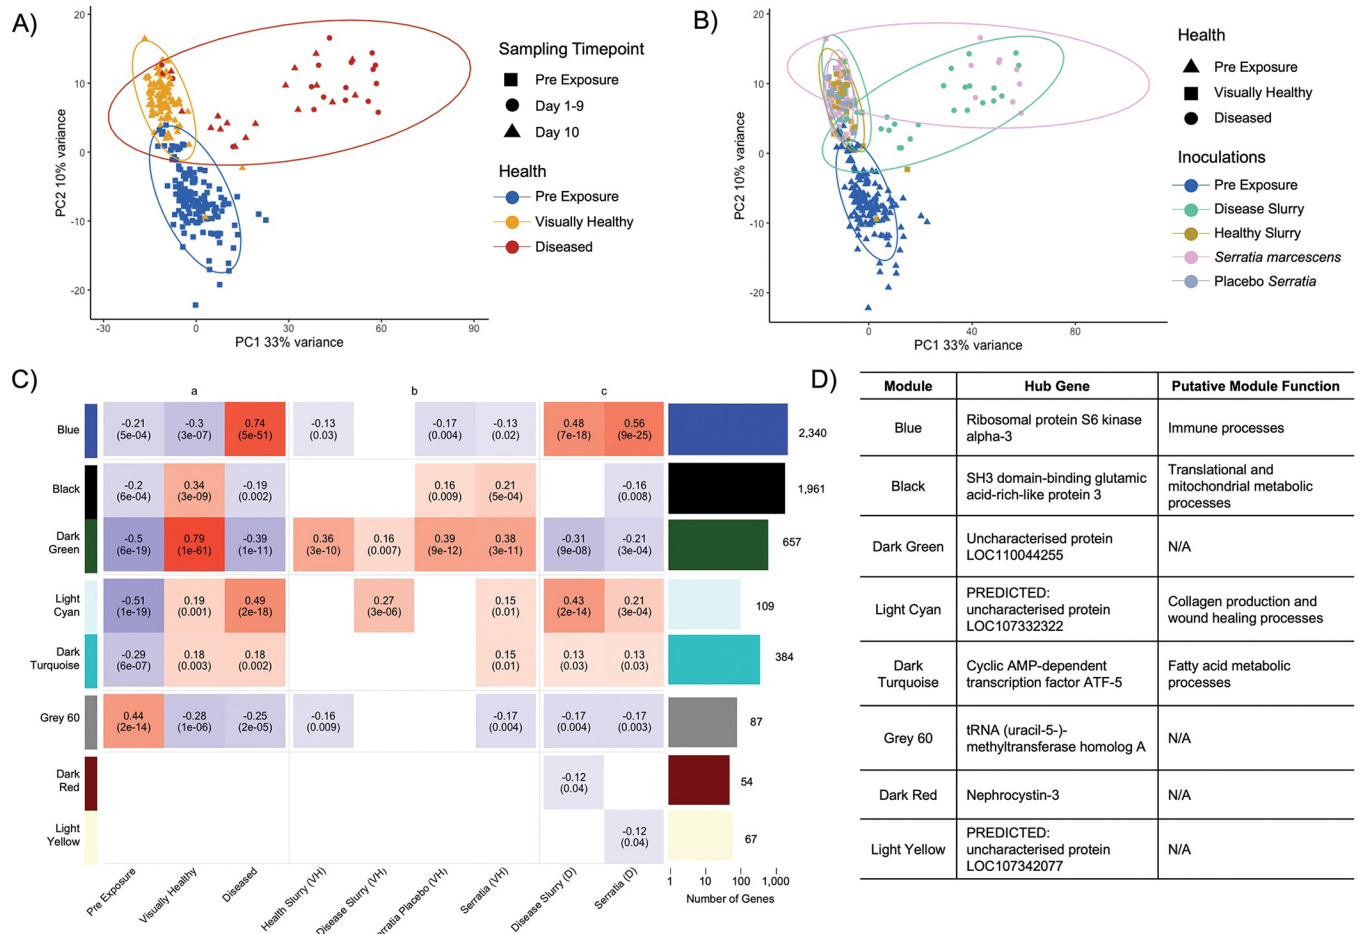 A)
20
10
0
-10
-20
PC2 10% variance
-30
0
30
60
90
PC1 33% variance
Sampling Timepoint
Pre Exposure
Day 1-9
Day 10
Health
Pre Exposure
Visually Healthy
Diseased
B)
20
10
0
-10
-20
PC2 10% variance
0
40
80
PC1 33% variance
Health
Pre Exposure
Visually Healthy
Diseased
Inoculations
Pre Exposure
Disease Slurry
Healthy Slurry
Serratia marcescens
Placebo Serratia
C)
a b c
Blue
-0.21 -0.3 0.74 -0.13 -0.17 -0.13 0.48 0.56
(5e-04) (3e-07) (5e-51) (0.03) (0.004) (0.02) (7e-18) (9e-25)
2,340
Black
-0.2 0.34 -0.19 0.16 0.21 -0.16
(6e-04) (3e-09) (0.002) (0.009) (5e-04) (0.008)
1,961
Dark
Green
-0.5 0.79 -0.39 0.36 0.16 0.39 0.38 -0.31 -0.21
(6e-19) (1e-61) (1e-11) (3e-10) (0.007) (9e-12) (3e-11) (9e-08) (3e-04)
657
Light
Cyan
-0.51 0.19 0.49 0.27 0.15 0.43 0.21
(1e-19) (0.001) (2e-18) (3e-06) (0.01) (2e-14) (3e-04)
109
Dark
Turquoise
-0.29 0.18 0.18 0.15 0.13 0.13
(6e-07) (0.003) (0.002) (0.01) (0.03) (0.03)
384
Grey 60
0.44 -0.28 -0.25 -0.16 -0.17 -0.17 -0.17
(2e-14) (1e-06) (2e-05) (0.009) (0.004) (0.004) (0.003)
87
Dark
Red
-0.12
(0.04)
54
Light
Yellow
-0.12
(0.04)
67
Pre Exposure
Visually Healthy
Diseased
Health Slurry (VH)
Disease Slurry (VH)
erratia Placebo (VH)
Serratia (VH)
Disease Slurry (D)
Serratia (D)
1 10 100 1,000
Number of Genes
D)
Module Hub Gene Putative Module Function
Blue
Ribosomal protein S6 kinase
alpha-3
Immune processes
Black
SH3 domain-binding glutamic
acid-rich-like protein 3
Translational and
mitochondrial metabolic
processes
Dark Green
Uncharacterised protein
LOC110044255
N/A
Light Cyan
PREDICTED:
uncharacterised protein
LOC107332322
Collagen production and
wound healing processes
Dark
Turquoise
Cyclic AMP-dependent
transcription factor ATF-5
Fatty acid metabolic
processes
Grey 60
tRNA (uracil-5-)-
methyltransferase homolog A
N/A
Dark Red
Nephrocystin-3
N/A
Light Yellow
PREDICTED:
uncharacterised protein
LOC107342077
N/A